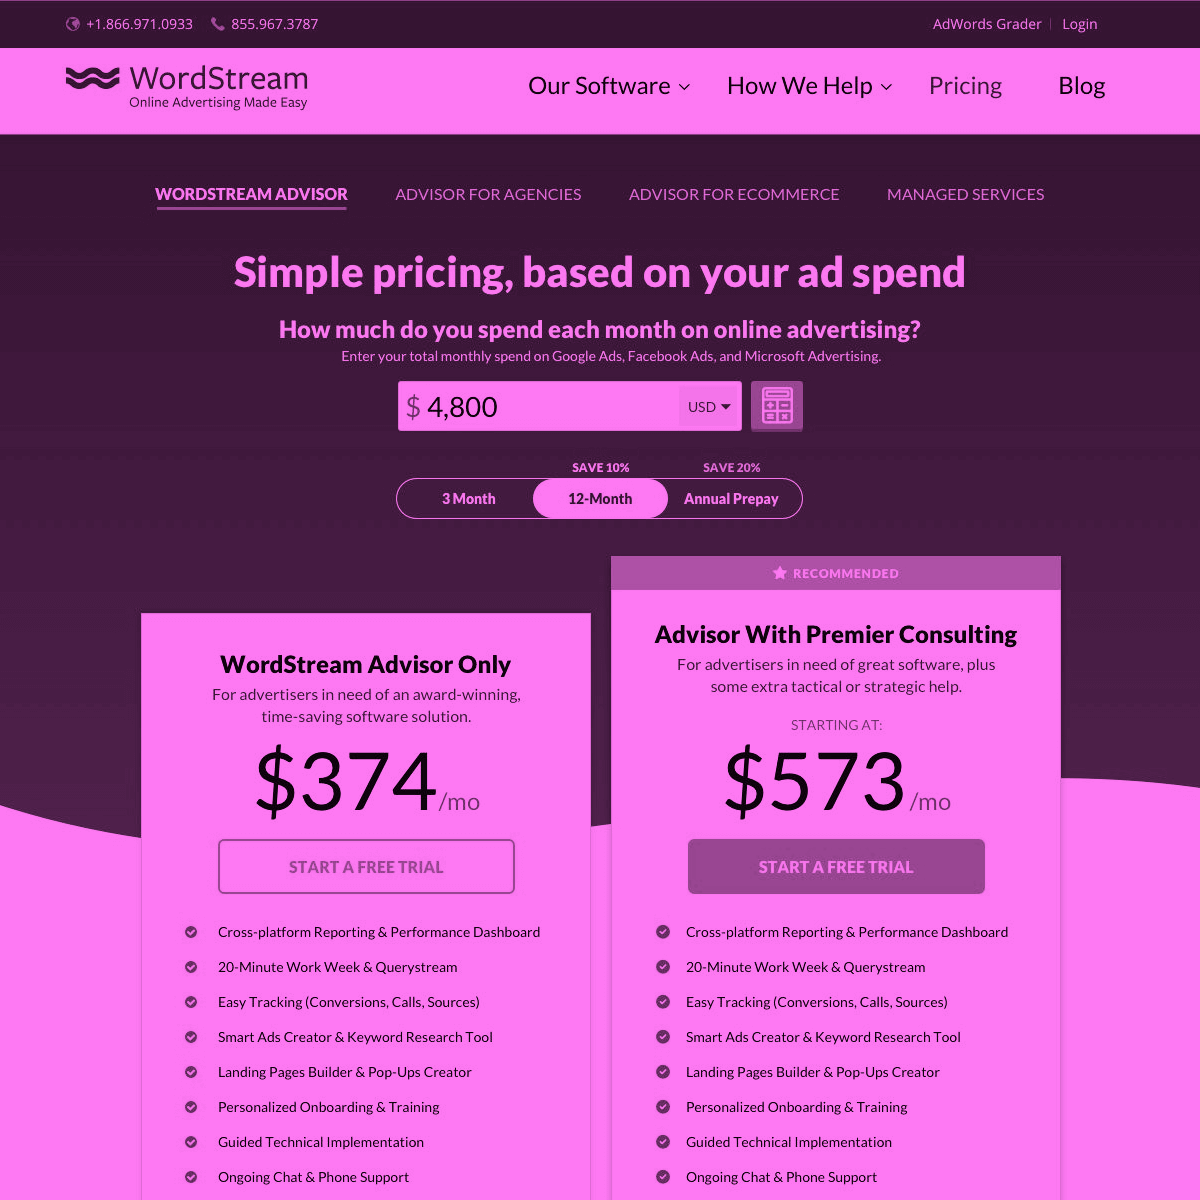 +1.866.971.0933 855.967.3787 AdWords Grader Login
WordStream
Online Advertising Made Easy
Our Software How We Help Pricing Blog
WORDSTREAM ADVISOR ADVISOR FOR AGENCIES ADVISOR FOR ECOMMERCE MANAGED SERVICES
Simple pricing, based on your ad spend
How much do you spend each month on online advertising?
Enter your total monthly spend on Google Ads, Facebook Ads, and Microsoft Advertising.
$ 4,800 USD
SAVE 10% SAVE 20%
3 Month 12-Month Annual Prepay
WordStream Advisor Only
For advertisers in need of an award-winning,
time-saving software solution.
$374/mo
START A FREE TRIAL
Cross-platform Reporting & Performance Dashboard
20-Minute Work Week & Querystream
Easy Tracking (Conversions, Calls, Sources)
Smart Ads Creator & Keyword Research Tool
Landing Pages Builder & Pop-Ups Creator
Personalized Onboarding & Training
Guided Technical Implementation
Ongoing Chat & Phone Support
RECOMMENDED
Advisor With Premier Consulting
For advertisers in need of great software, plus
some extra tactical or strategic help.
STARTING AT:
$573/mo
START A FREE TRIAL
Cross-platform Reporting & Performance Dashboard
20-Minute Work Week & Querystream
Easy Tracking (Conversions, Calls, Sources)
Smart Ads Creator & Keyword Research Tool
Landing Pages Builder & Pop-Ups Creator
Personalized Onboarding & Training
Guided Technical Implementation
Ongoing Chat & Phone Support